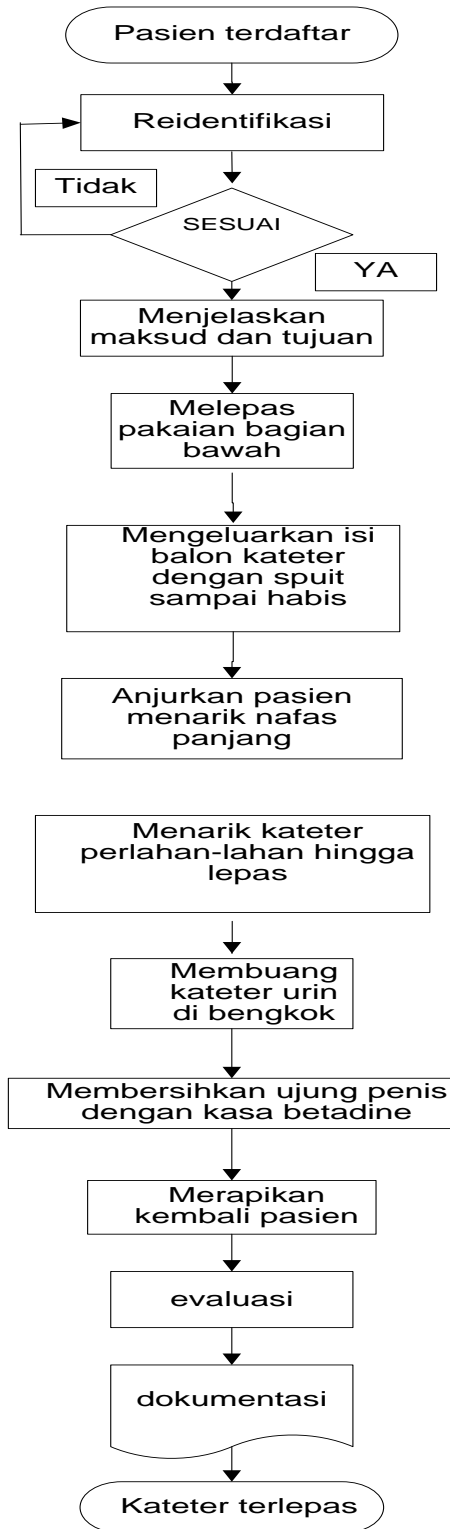 Pasien terdaftar
Reidentifikasi
Tidak
SESUAI
YA
Menjelaskan
maksud dan tujuan
Melepas
pakaian bagian
bawah
Mengeluarkan isi
balon kateter
dengan spuit
sampai habis
Anjurkan pasien
menarik nafas
panjang
Menarik kateter
perlahan-lahan hingga
lepas
Membuang
kateter urin
di bengkok
Membersihkan ujung penis
dengan kasa betadine
Merapikan
kembali pasien
evaluasi
dokumentasi
Kateter terlepas